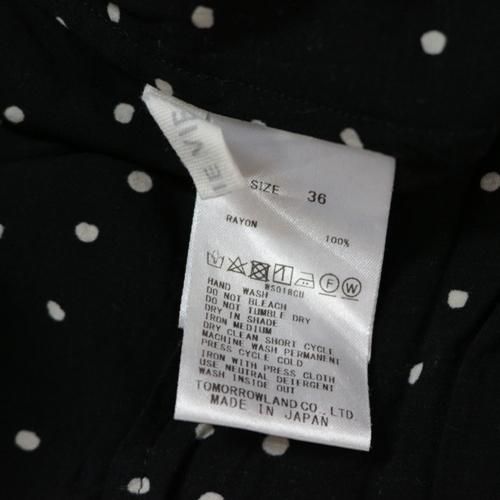 SIZE 36
RAYON 100%
F W
WS018GU
HAND WASH
DO NOT BLEACH
DO NOT TUMBLE DRY
DRY IN SHADE
IRON MEDIUM
DRY CLEAN SHORT CYCLE
MACHINE WASH PERMANENT
PRESS CYCLE COLD
IRON WITH PRESS CLOTH
USE NEUTRAL DETERGENT
WASH INSIDE OUT
TOMORROWLAND CO., LTD
MADE IN JAPAN